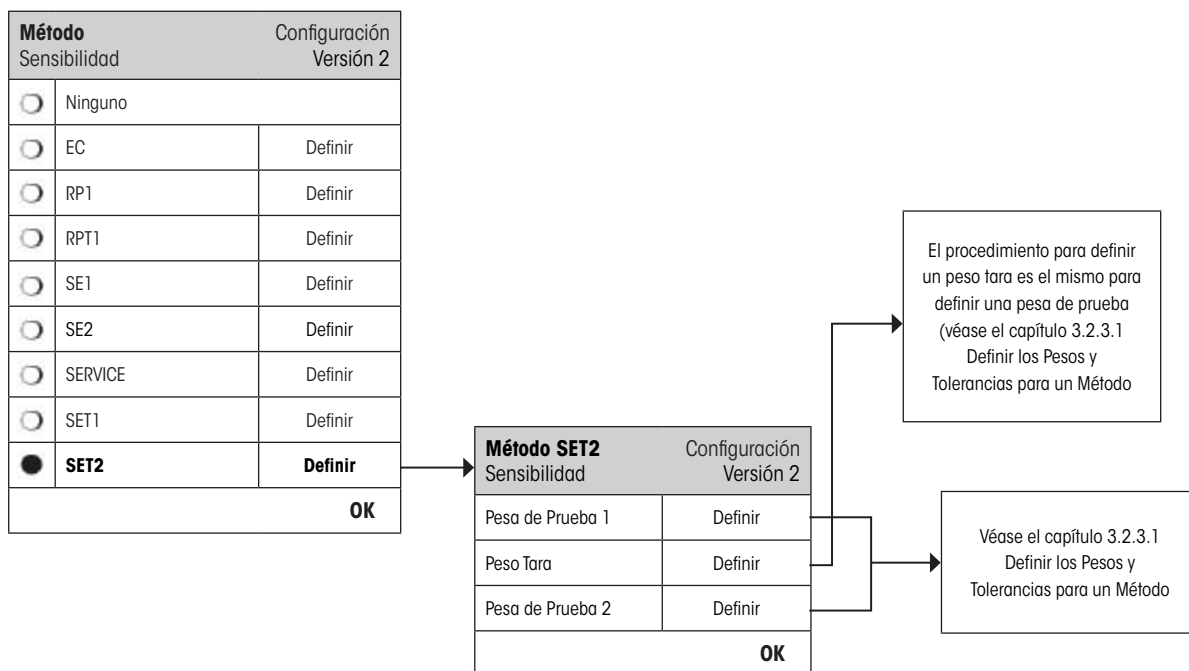 Método Configuración
Sensibilidad Versión 2
Ninguno
EC Definir
RP1 Definir
RPT1 Definir
SE1 Definir
SE2 Definir
SERVICE Definir
SET1 Definir
SET2 Definir
OK
Método SET2 Configuración
Sensibilidad Versión 2
Pesa de Prueba 1 Definir
Peso Tara Definir
Pesa de Prueba 2 Definir
OK
El procedimiento para definir
un peso tara es el mismo para
definir una pesa de prueba
(véase el capítulo 3.2.3.1
Definir los Pesos y
Tolerancias para un Método
Véase el capítulo 3.2.3.1
Definir los Pesos y
Tolerancias para un Método